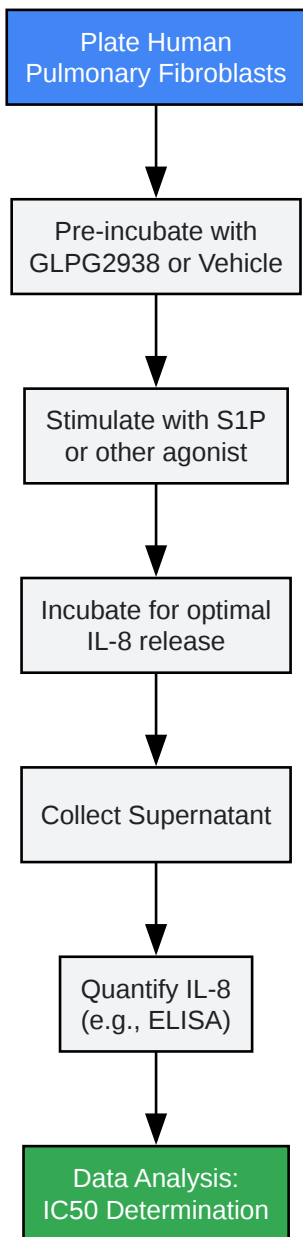 Plate Human
Pulmonary Fibroblasts
Pre-incubate with
GLPG2938 or Vehicle
Stimulate with S1P
or other agonist
Incubate for optimal
IL-8 release
Collect Supernatant
Quantify IL-8
(e.g., ELISA)
Data Analysis:
IC50 Determination